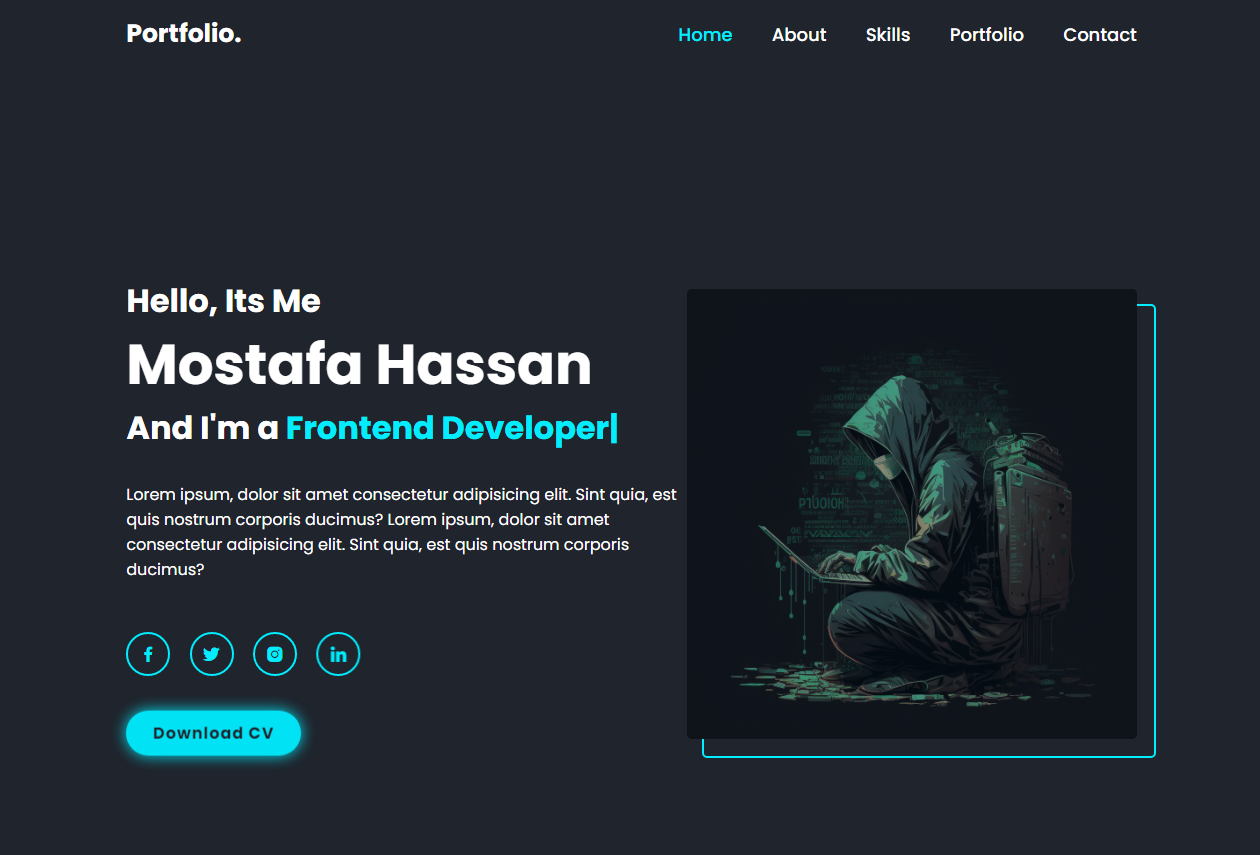 Portfolio.
Home About Skills Portfolio Contact
Hello, Its Me
Mostafa Hassan
And I'm a Frontend Developer|
Lorem ipsum, dolor sit amet consectetur adipisicing elit. Sint quia, est
quis nostrum corporis ducimus? Lorem ipsum, dolor sit amet
consectetur adipisicing elit. Sint quia, est quis nostrum corporis
ducimus?
Download CV